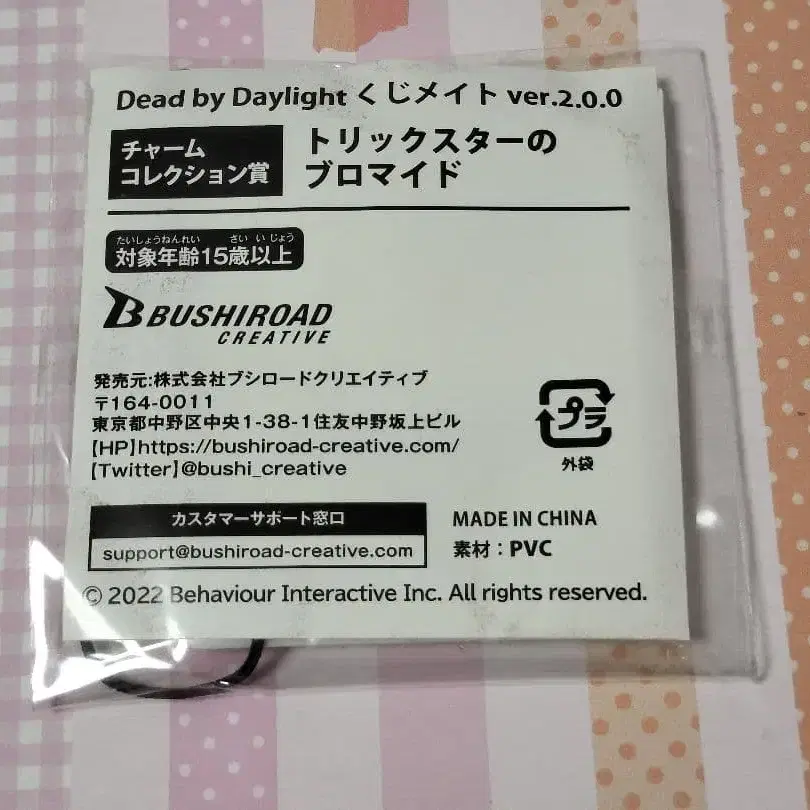 Dead by Daylight くじメイト ver.2.0.0
チャーム
コレクション賞
トリックスターの
ブロマイド
たいしょうねんれい さい い じょう
対象年齢15歳以上
B BUSHIROAD
CREATIVE
発売元:株式会社ブシロードクリエイティブ
〒164-0011
東京都中野区中央1-38-1住友中野坂上ビル
【HP】https://bushiroad-creative.com/
【Twitter】@bushi_creative
プラ
外袋
カスタマーサポート窓口
support@bushiroad-creative.com
MADE IN CHINA
素材：PVC
© 2022 Behaviour Interactive Inc. All rights reserved.